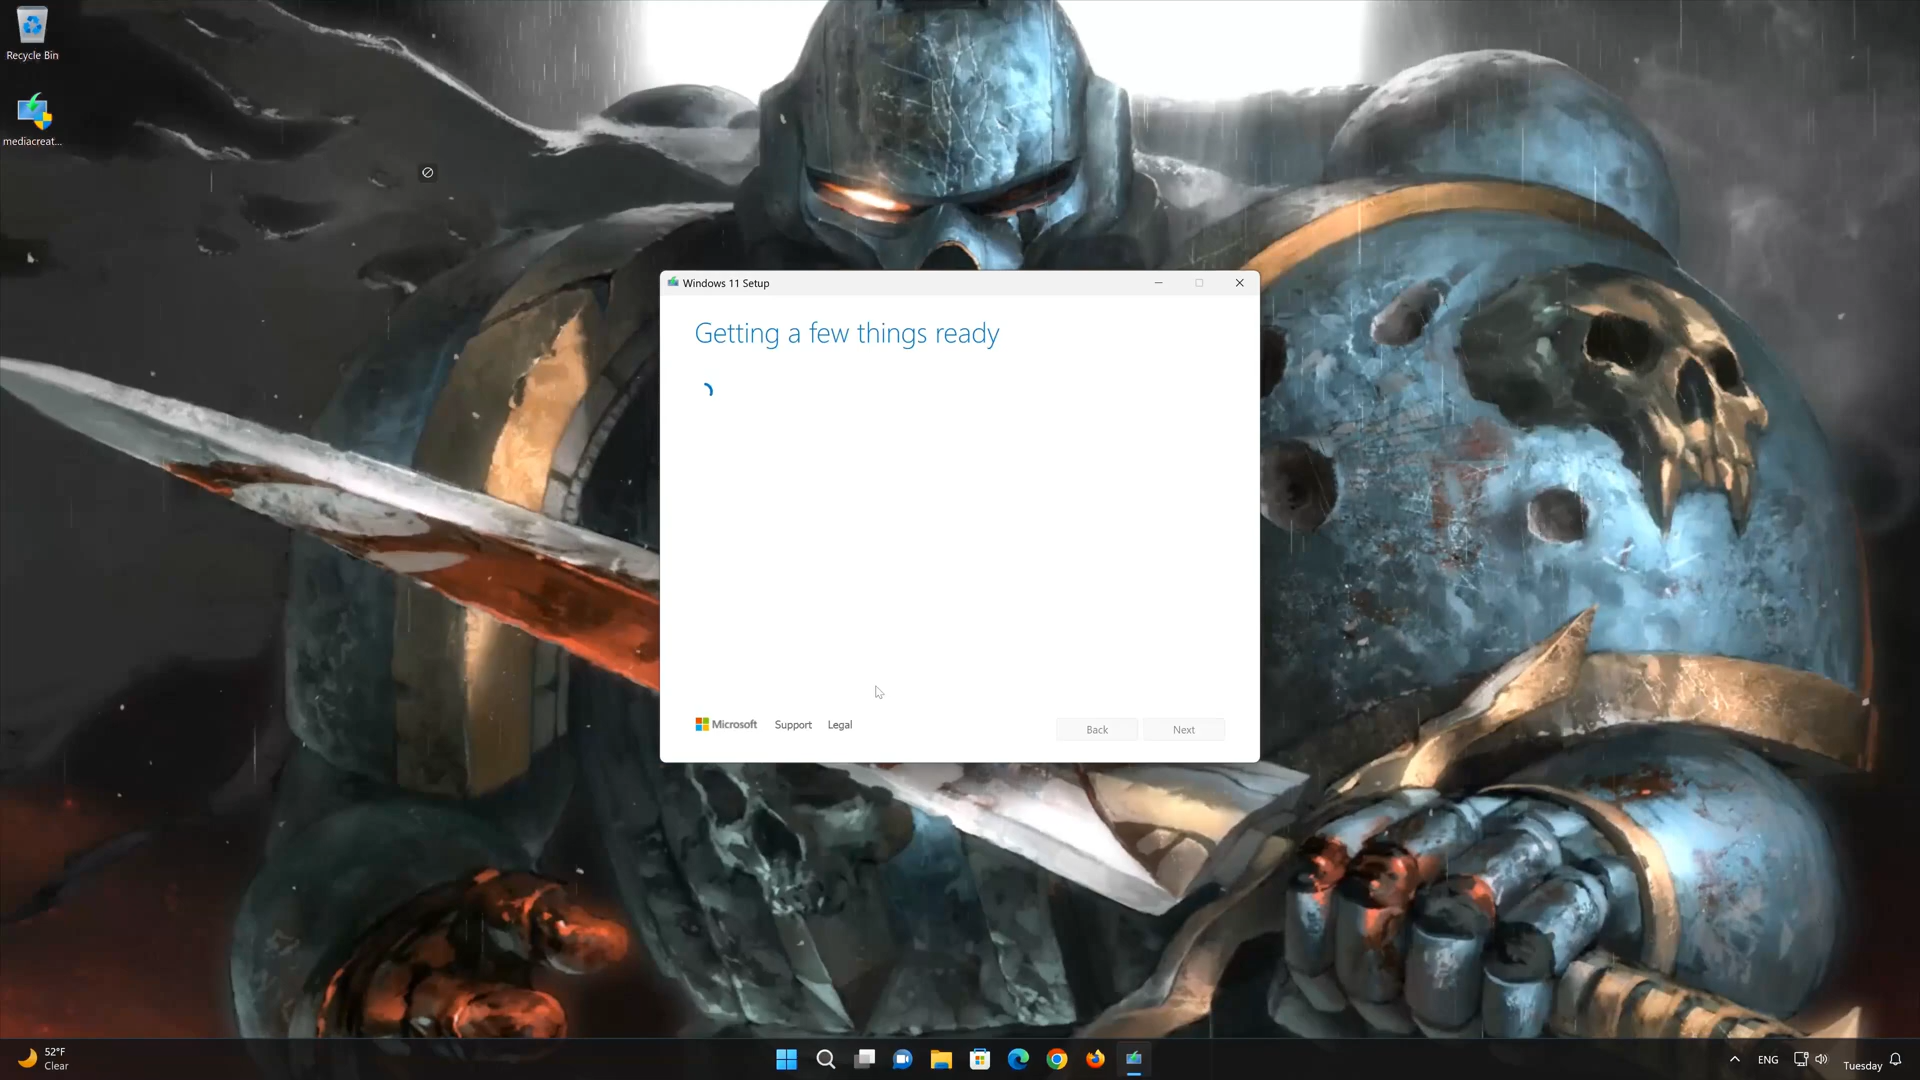 Recycle Bin
mediacreat...
Windows 11 Setup
Getting a few things ready
Microsoft
Support
Legal
Back
Next
52°F
Clear
ENG
Tuesday